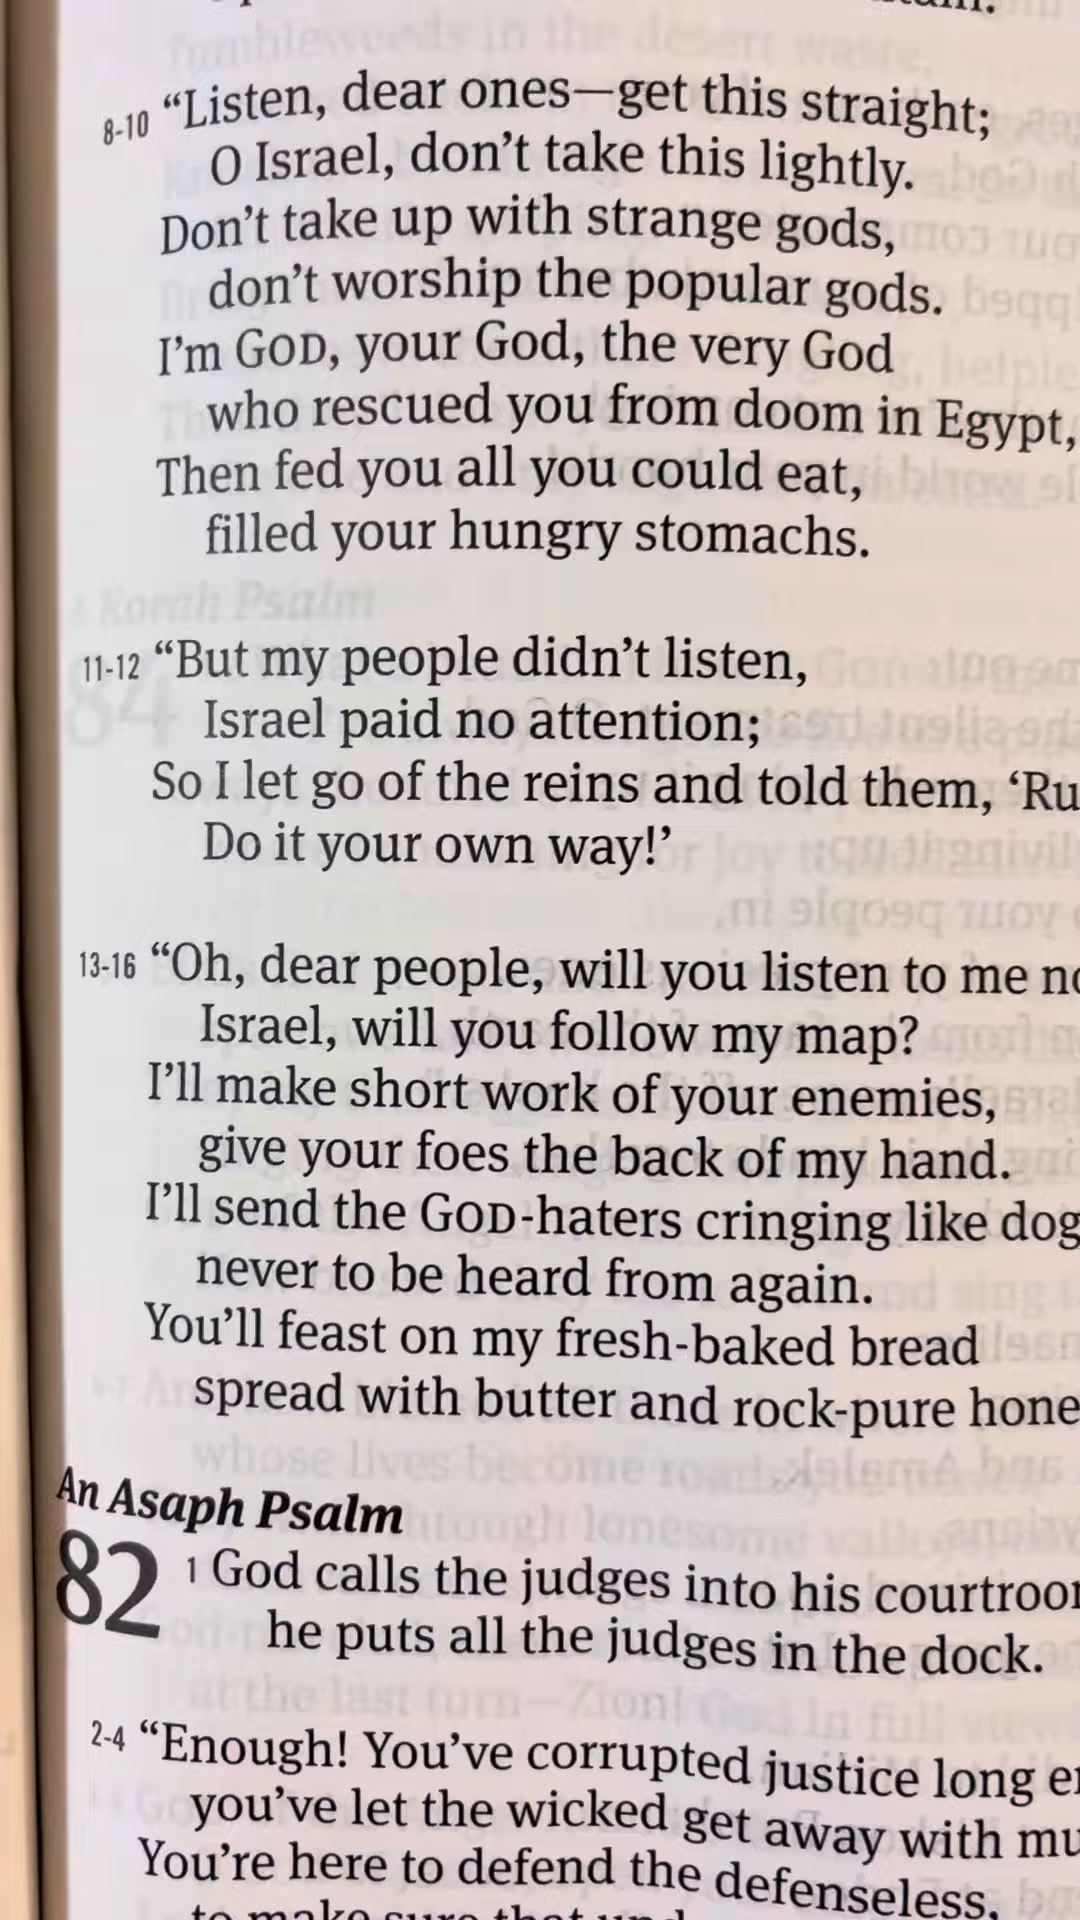 8-10 “Listen, dear ones—get this straight;
O Israel, don’t take this lightly.
Don’t take up with strange gods,
don’t worship the popular gods.
I’m GOD, your God, the very God
who rescued you from doom in Egypt,
Then fed you all you could eat,
filled your hungry stomachs.
11-12 “But my people didn’t listen,
Israel paid no attention;
So I let go of the reins and told them, ‘Ru
Do it your own way!’
13-16 “Oh, dear people, will you listen to me
Israel, will you follow my map?
I’ll make short work of your enemies,
give your foes the back of my hand.
I’ll send the GOD-haters cringing like dog
never to be heard from again.
You’ll feast on my fresh-baked bread
spread with butter and rock-pure hone
An Asaph Psalm
82 1 God calls the judges into his courtroo
he puts all the judges in the dock.
2-4 “Enough! You’ve corrupted justice long
you’ve let the wicked get away with mu
You’re here to defend the defenseless,
to make sure that